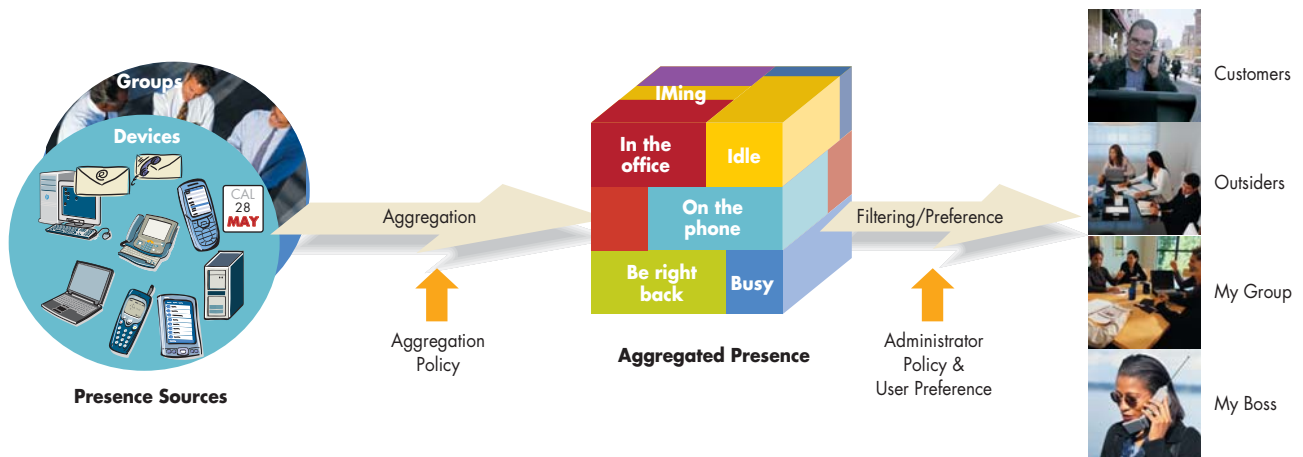 Groups
Devices
CAL
28
MAY
Presence Sources
Aggregation
Aggregation
Policy
IMing
In the
office
Idle
On the
phone
Be right
back
Busy
Aggregated Presence
Filtering/Preference
Administrator
Policy &
User Preference
Customers
Outsiders
My Group
My Boss